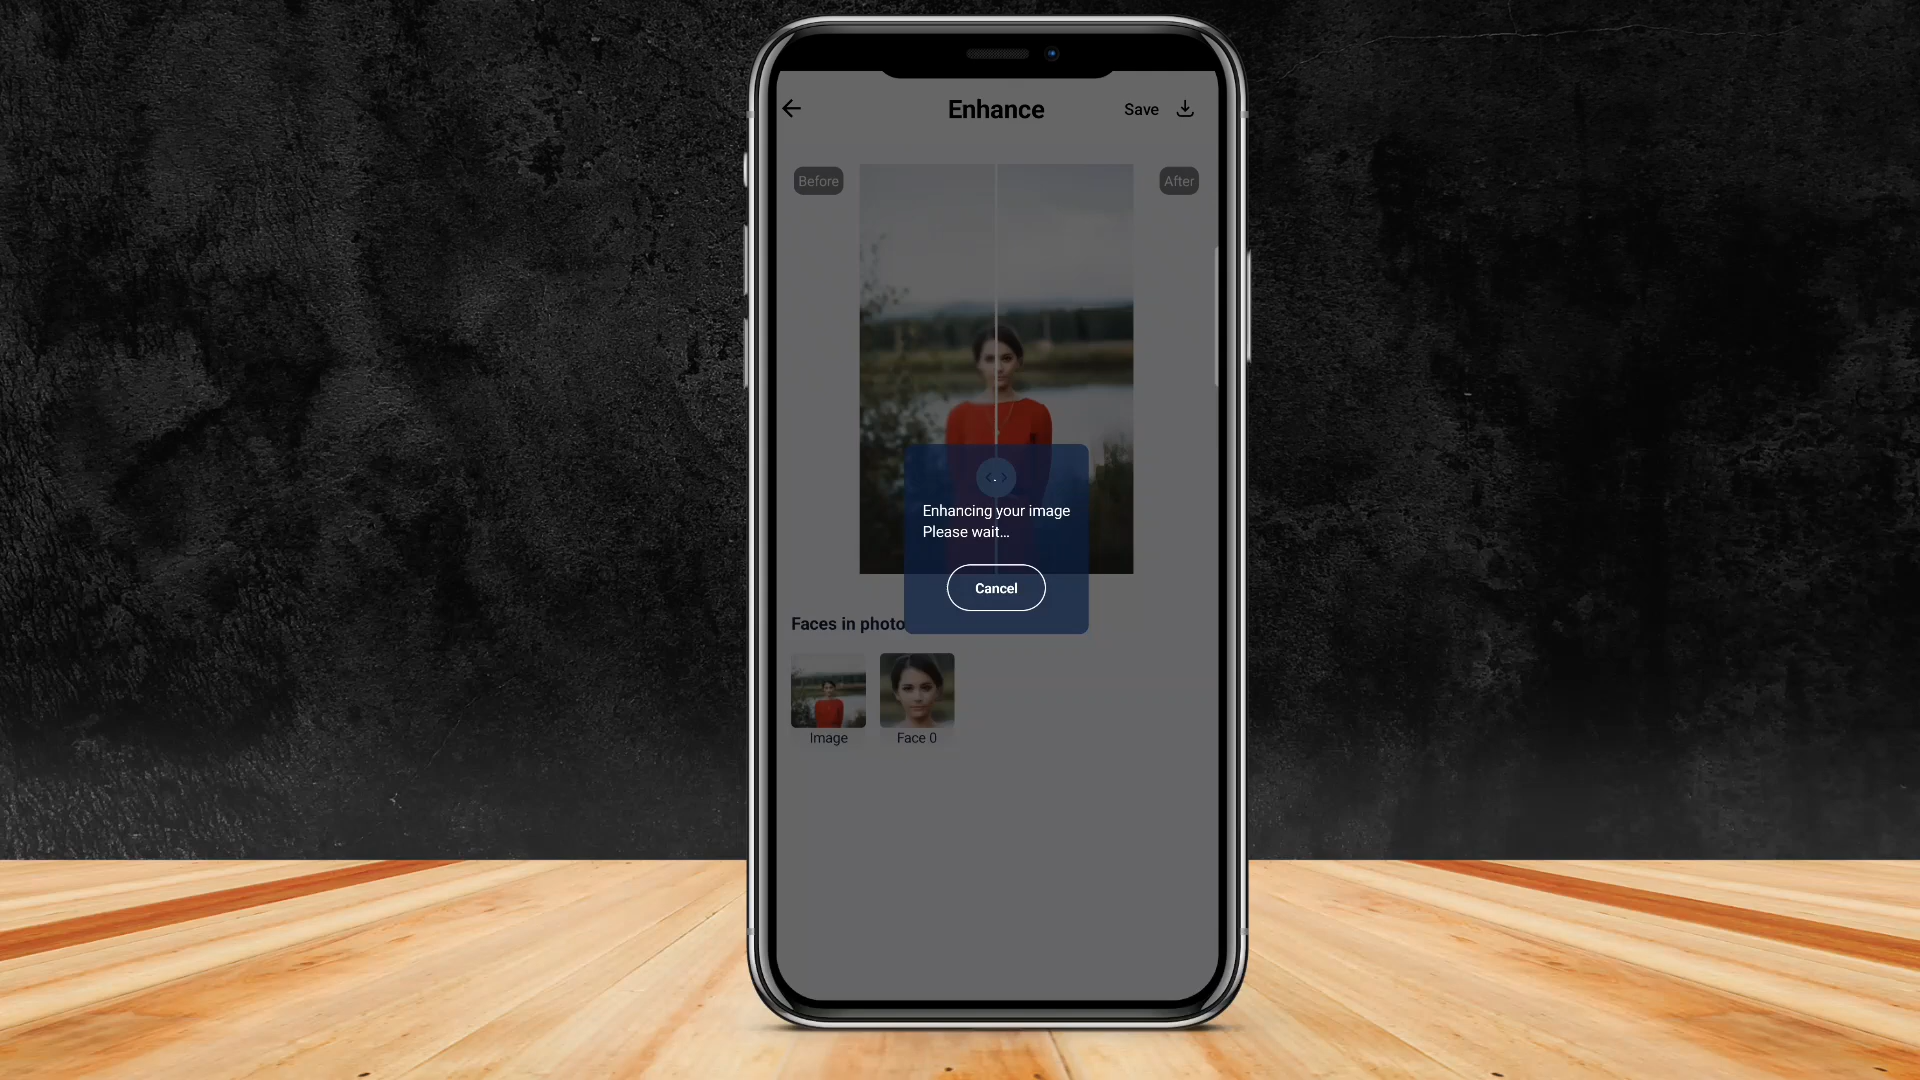 Enhance
Save
Before
After
Enhancing your image
Please wait...
Cancel
Faces in photo
Image
Face 0